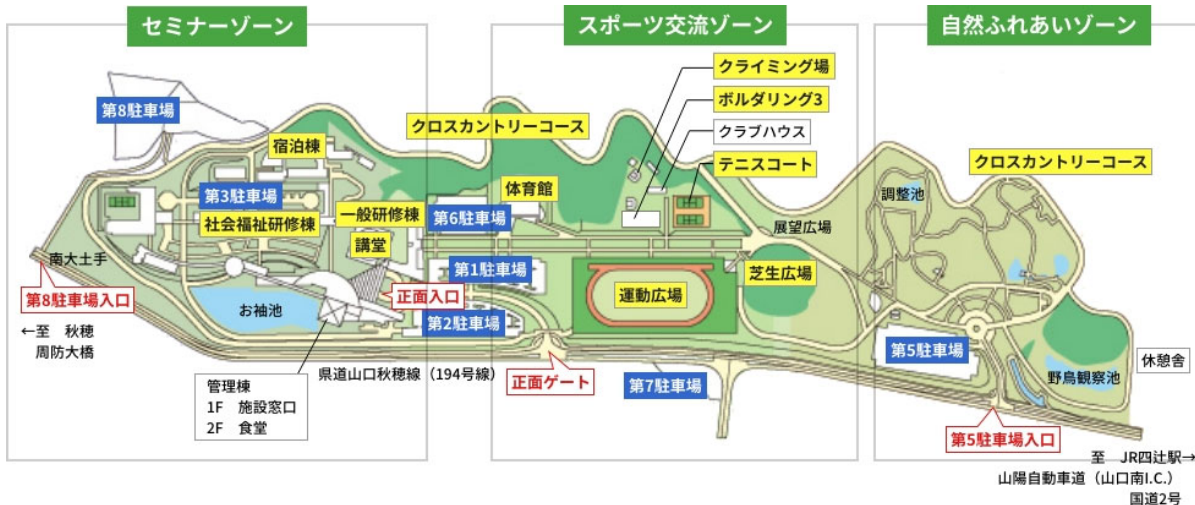 セミナーゾーン
スポーツ交流ゾーン
自然ふれあいゾーン
第8駐車場
クロスカントリーコース
クライミング場
ボルダリング3
クラブハウス
テニスコート
クロスカントリーコース
宿泊棟
第3駐車場
社会福祉研修棟
一般研修棟
講堂
体育館
第6駐車場
展望広場
調整池
南大土手
第8駐車場入口
←至 秋穂
周防大橋
お袖池
正面入口
第1駐車場
第2駐車場
運動広場
芝生広場
第5駐車場
野鳥観察池
休憩舎
管理棟
1F 施設窓口
2F 食堂
県道山口秋穂線（194号線）
正面ゲート
第7駐車場
第5駐車場入口
至 JR四辻駅→
山陽自動車道（山口南I.C.）
国道2号